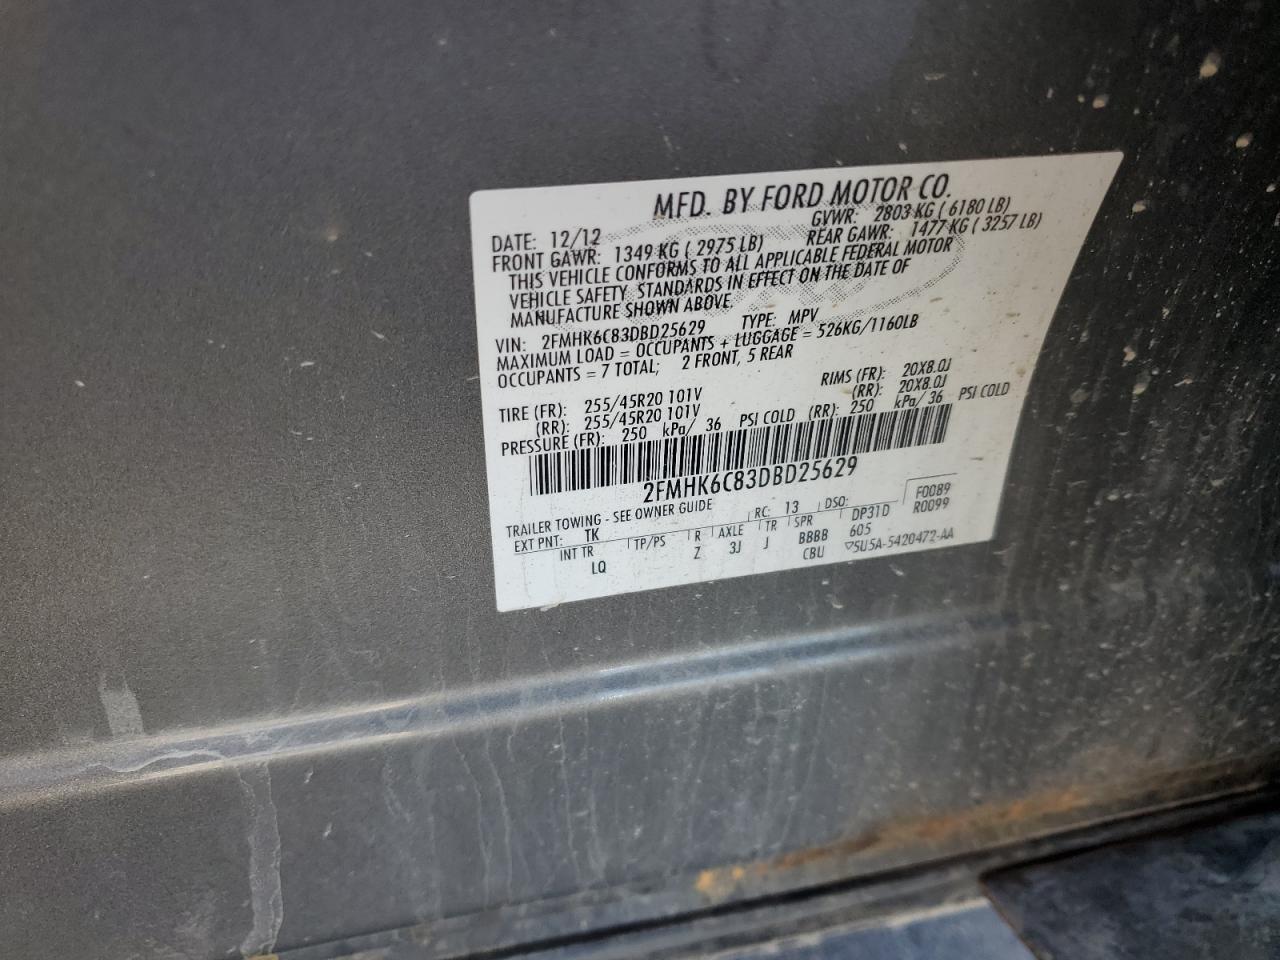 MFD. BY FORD MOTOR CO.
DATE: 12/12 GVWR: 2803 KG ( 6180 LB)
FRONT GAWR: 1349 KG ( 2975 LB) REAR GAWR: 1477 KG ( 3257 LB)
THIS VEHICLE CONFORMS TO ALL APPLICABLE FEDERAL MOTOR
VEHICLE SAFETY STANDARDS IN EFFECT ON THE DATE OF
MANUFACTURE SHOWN ABOVE.
VIN: 2FMHK6C83DBD25629 TYPE: MPV
MAXIMUM LOAD = OCCUPANTS + LUGGAGE = 526KG/1160LB
OCCUPANTS = 7 TOTAL; 2 FRONT, 5 REAR
TIRE (FR): 255/45R20 101V RIMS (FR): 20X8.0J
(RR): 255/45R20 101V (RR): 20X8.0J
PRESSURE (FR): 250 kPa/ 36 PSI COLD (RR): 250 kPa/ 36 PSI COLD
2FMHK6C83DBD25629
TRAILER TOWING - SEE OWNER GUIDE
F0089
EXT PNT: TK RC: 13 DSO: R0099
INT TR TP/PS R AXLE TR SPR DP31D
LQ Z 3J J BBBB 605
CBU ▽5U5A-5420472-AA